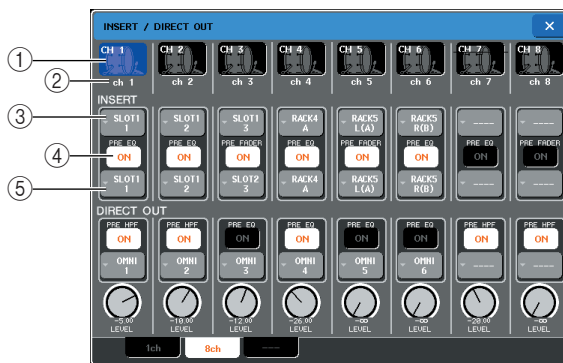 INSERT / DIRECT OUT ×
CH 1 CH 2 CH 3 CH 4 CH 5 CH 6 CH 7 CH 8
① 
② ch 1 ch 2 ch 3 ch 4 ch 5 ch 6 ch 7 ch 8
INSERT
③ SLOT1 1 SLOT1 2 SLOT1 3 RACK4 A RACK5 L(A) RACK5 R(B) ---- ----
PRE EQ PRE EQ PRE FADER PRE EQ PRE FADER PRE EQ PRE EQ PRE FADER
④ ON ON ON ON ON ON ON ON
⑤ SLOT1 1 SLOT1 2 SLOT2 3 RACK4 A RACK5 L(A) RACK5 R(B) ---- ----
DIRECT OUT
PRE HPF PRE HPF PRE EQ PRE EQ PRE EQ PRE EQ PRE HPF PRE HPF
ON ON ON ON ON ON ON ON
OMNI 1 OMNI 2 OMNI 3 OMNI 4 OMNI 5 OMNI 6 ---- ----
-5.00 -10.00 -12.00 -26.00 -∞ -∞ -20.00 -∞
LEVEL LEVEL LEVEL LEVEL LEVEL LEVEL LEVEL LEVEL
1ch 8ch ---